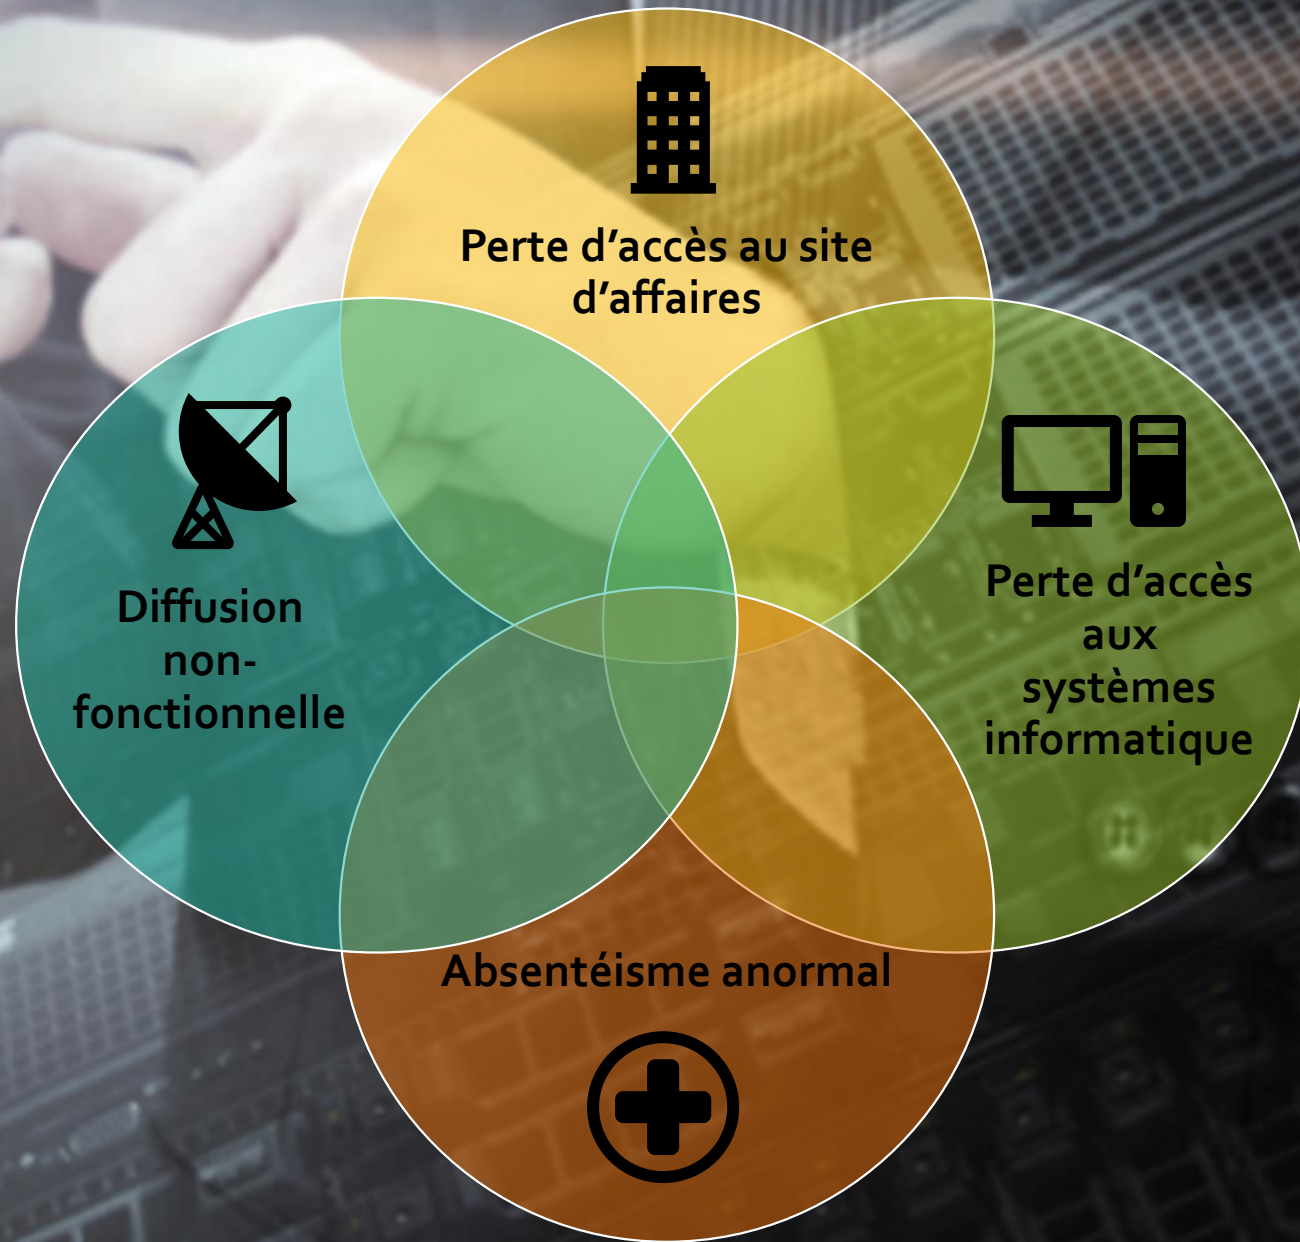 Perte d’accès au site
d’affaires
Diffusion
non-
fonctionnelle
Perte d’accès
aux
systèmes
informatique
Absentéisme anormal